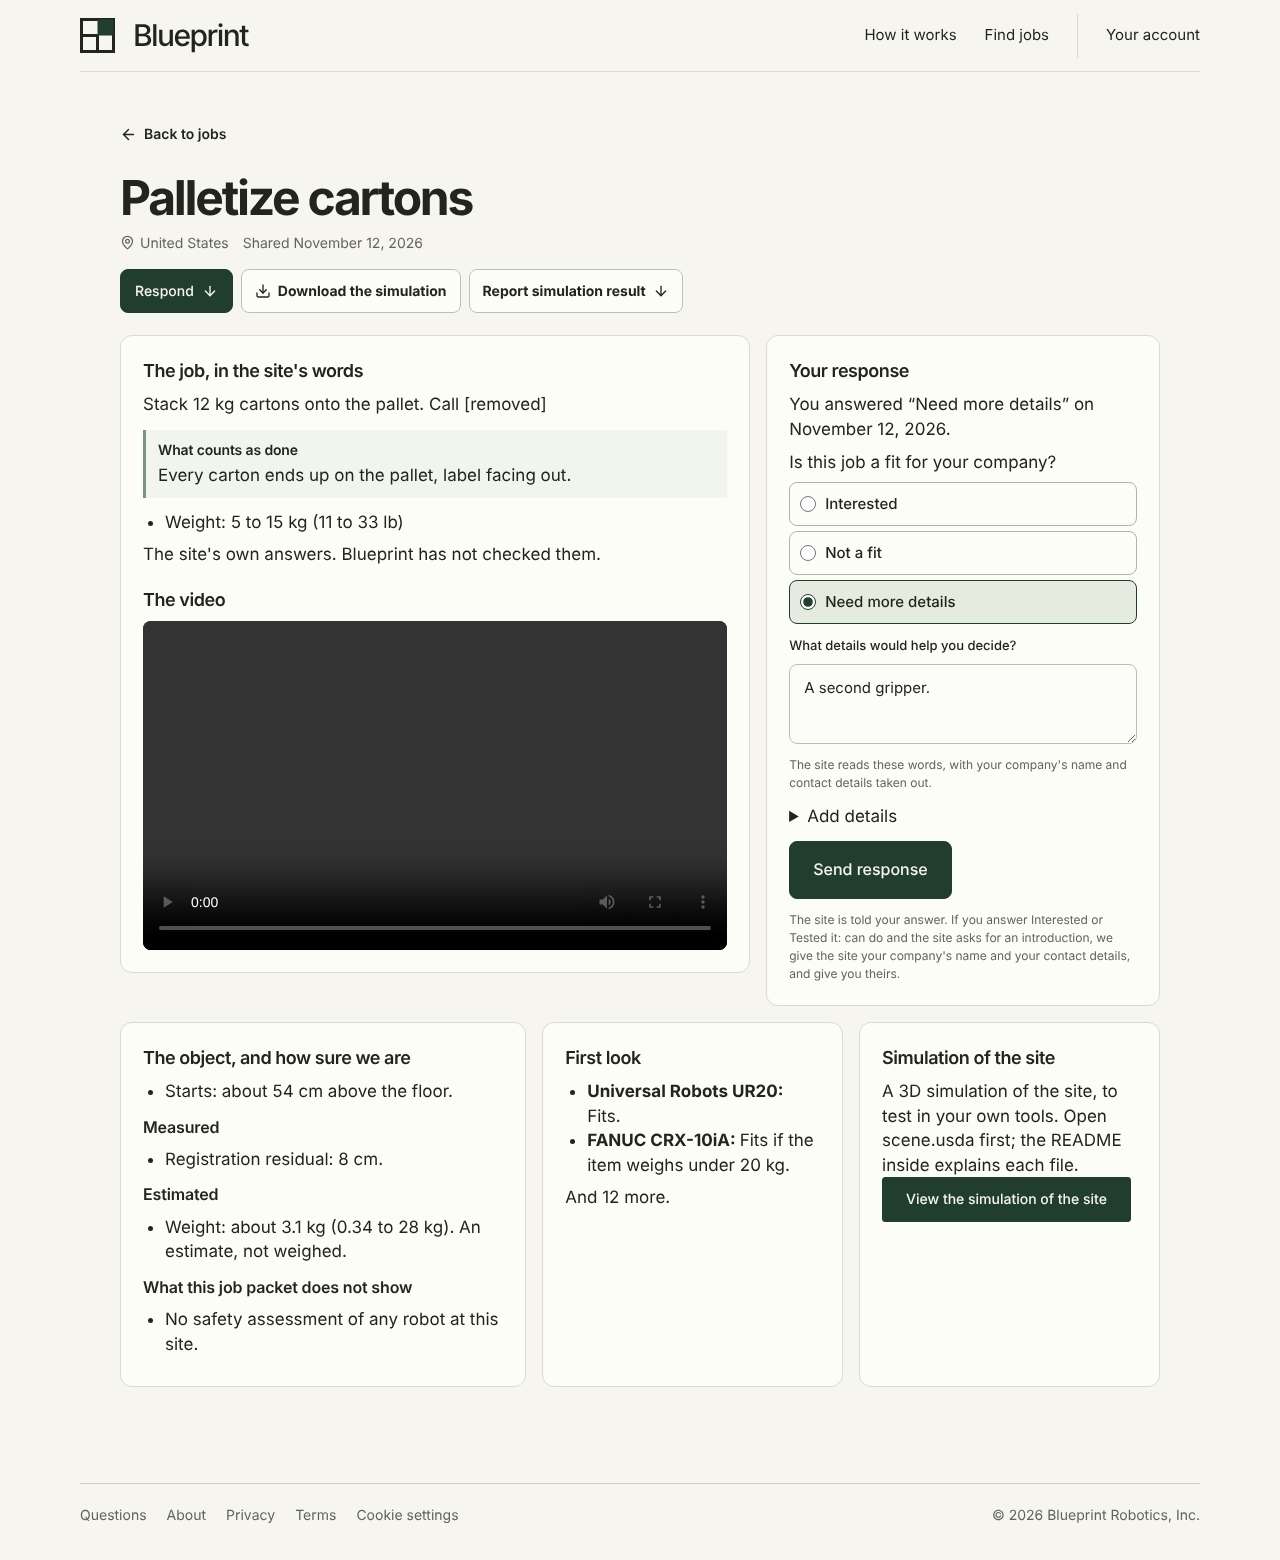 Blueprint
How it works
Find jobs
Your account
Back to jobs
Palletize cartons
United States
Shared November 12, 2026
Respond
Download the simulation
Report simulation result
The job, in the site's words
Stack 12 kg cartons onto the pallet. Call [removed]
What counts as done
Every carton ends up on the pallet, label facing out.
• Weight: 5 to 15 kg (11 to 33 lb)
The site's own answers. Blueprint has not checked them.
The video
0:00
Your response
You answered “Need more details” on
November 12, 2026.
Is this job a fit for your company?
Interested
Not a fit
Need more details
What details would help you decide?
A second gripper.
The site reads these words, with your company's name and
contact details taken out.
Add details
Send response
The site is told your answer. If you answer Interested or
Tested it: can do and the site asks for an introduction, we
give the site your company's name and your contact details,
and give you theirs.
The object, and how sure we are
• Starts: about 54 cm above the floor.
Measured
• Registration residual: 8 cm.
Estimated
• Weight: about 3.1 kg (0.34 to 28 kg). An
estimate, not weighed.
What this job packet does not show
• No safety assessment of any robot at this
site.
First look
• Universal Robots UR20:
Fits.
• FANUC CRX-10iA: Fits if the
item weighs under 20 kg.
And 12 more.
Simulation of the site
A 3D simulation of the site, to
test in your own tools. Open
scene.usda first; the README
inside explains each file.
View the simulation of the site
Questions
About
Privacy
Terms
Cookie settings
© 2026 Blueprint Robotics, Inc.